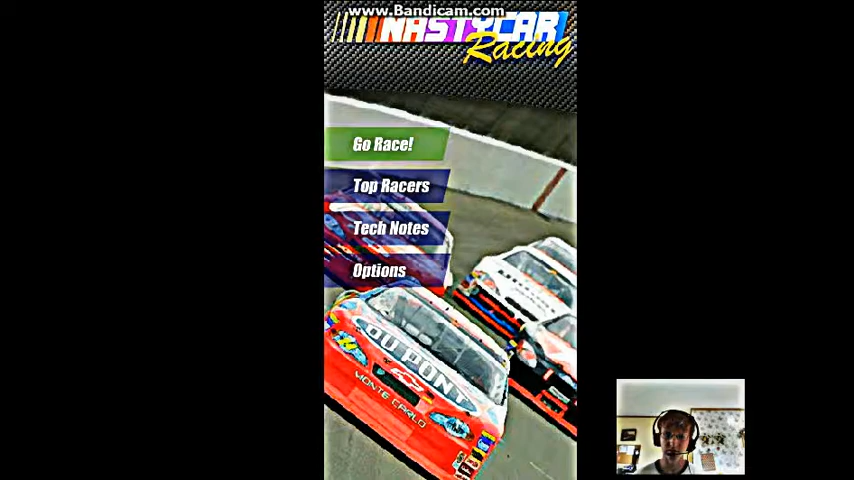 www.Bandicam.com
NASTYCAR
Racing
Go Race!
Top Racers
Tech Notes
Options
DU PONT
MONTE CARLO